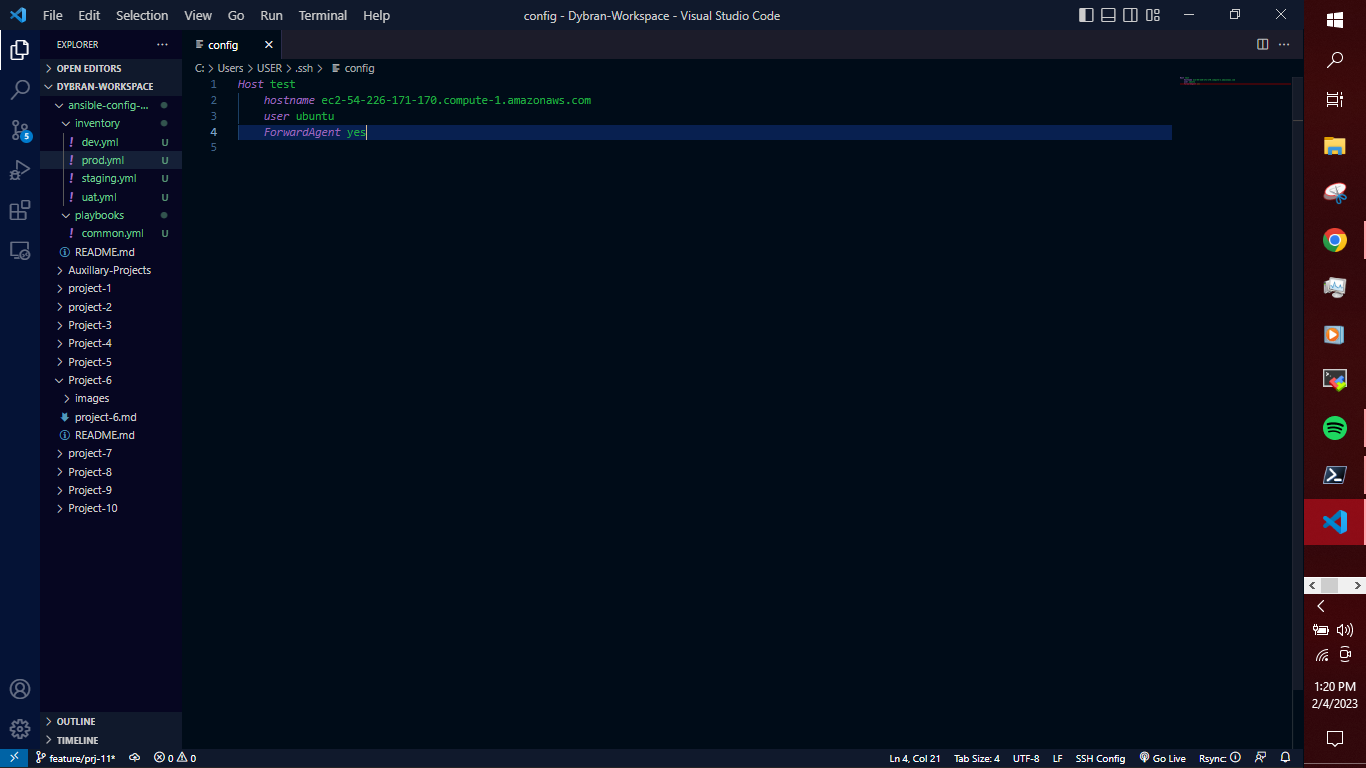 File Edit Selection View Go Run Terminal Help config - Dybran-Workspace - Visual Studio Code
EXPLORER
config
OPEN EDITORS
C: > Users > USER > .ssh > config
DYBRAN-WORKSPACE
ansible-config-...
inventory
dev.yml U
prod.yml U
staging.yml U
uat.yml U
playbooks
common.yml U
README.md
Auxillary-Projects
project-1
project-2
Project-3
Project-4
Project-5
Project-6
images
project-6.md
README.md
project-7
Project-8
Project-9
Project-10
OUTLINE
TIMELINE
5
1 Host test
2 hostname ec2-54-226-171-170.compute-1.amazonaws.com
3 user ubuntu
4 ForwardAgent yes
5
feature/prj-11* 0 0 Ln 4, Col 21 Tab Size: 4 UTF-8 LF SSH Config Go Live Rsync:
1:20 PM
2/4/2023